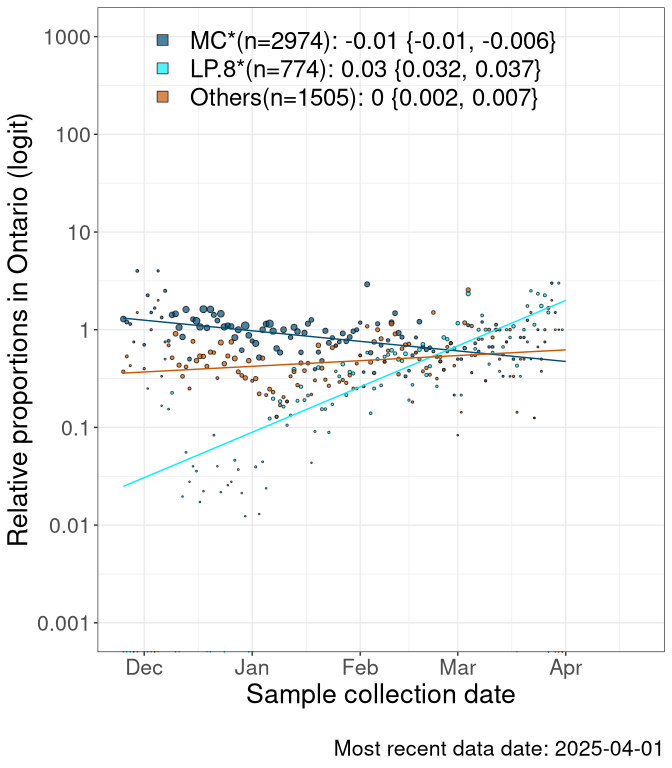 MC*(n=2974): -0.01 {-0.01, -0.006}
LP.8*(n=774): 0.03 {0.032, 0.037}
Others(n=1505): 0 {0.002, 0.007}
Relative proportions in Ontario (logit)
1000
100
10
1
0.1
0.01
0.001
Dec Jan Feb Mar Apr
Sample collection date
Most recent data date: 2025-04-01